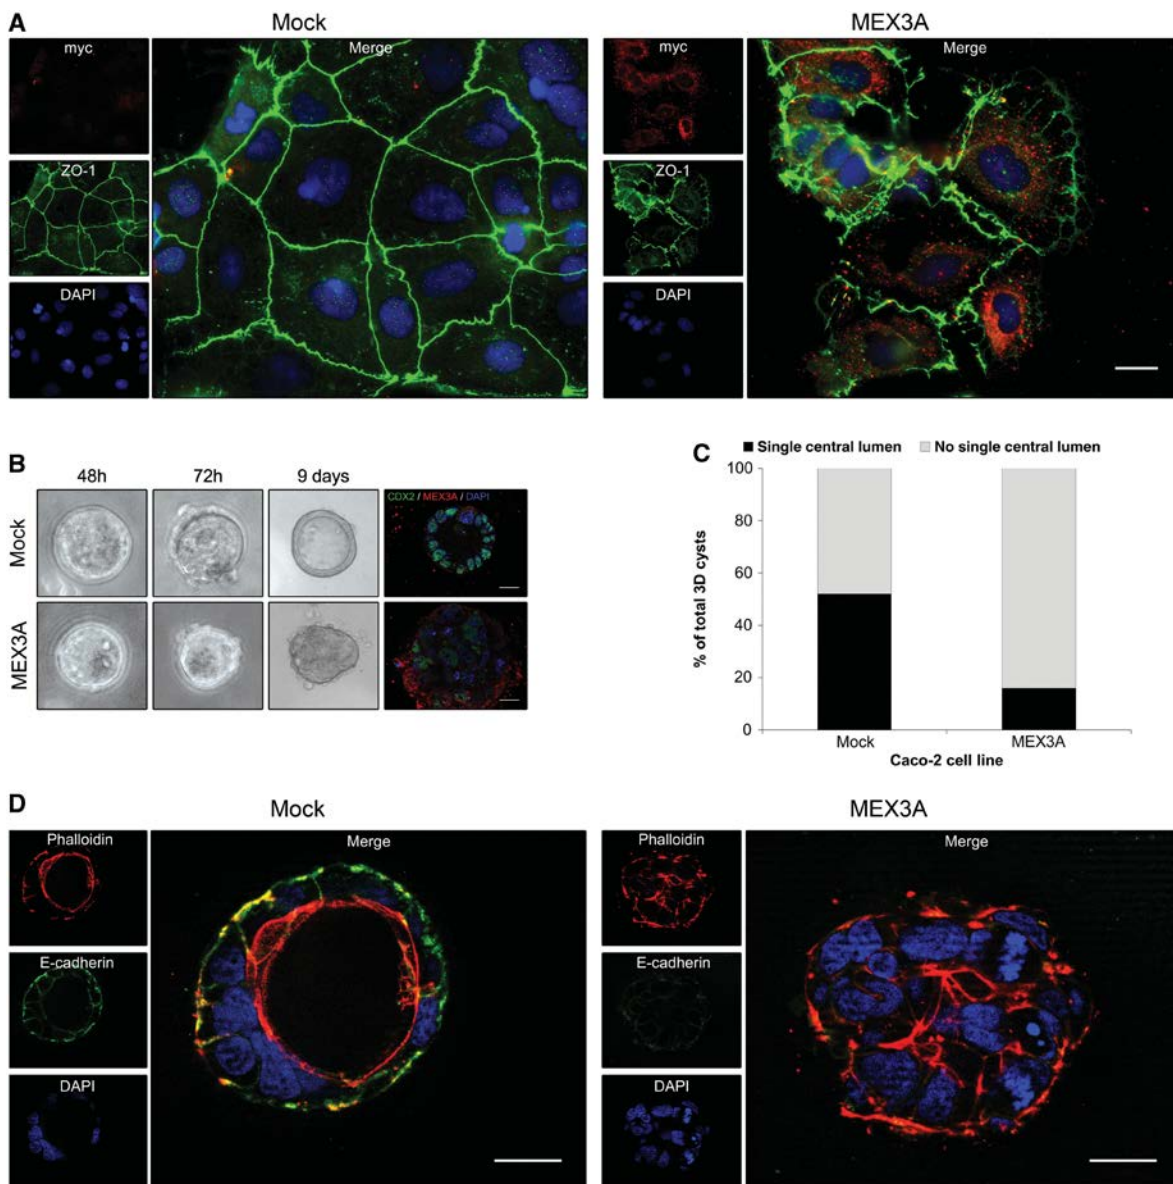 A
Mock
MEX3A
myc
Merge
ZO-1
DAPI
myc
Merge
ZO-1
DAPI
B
48h
72h
9 days
CDX2 / MEX3A / DAPI
Mock
MEX3A
C
Single central lumen
No single central lumen
100
80
60
40
20
0
% of total 3D cysts
Mock
MEX3A
Caco-2 cell line
D
Mock
MEX3A
Phalloidin
Merge
E-cadherin
DAPI
Phalloidin
Merge
E-cadherin
DAPI